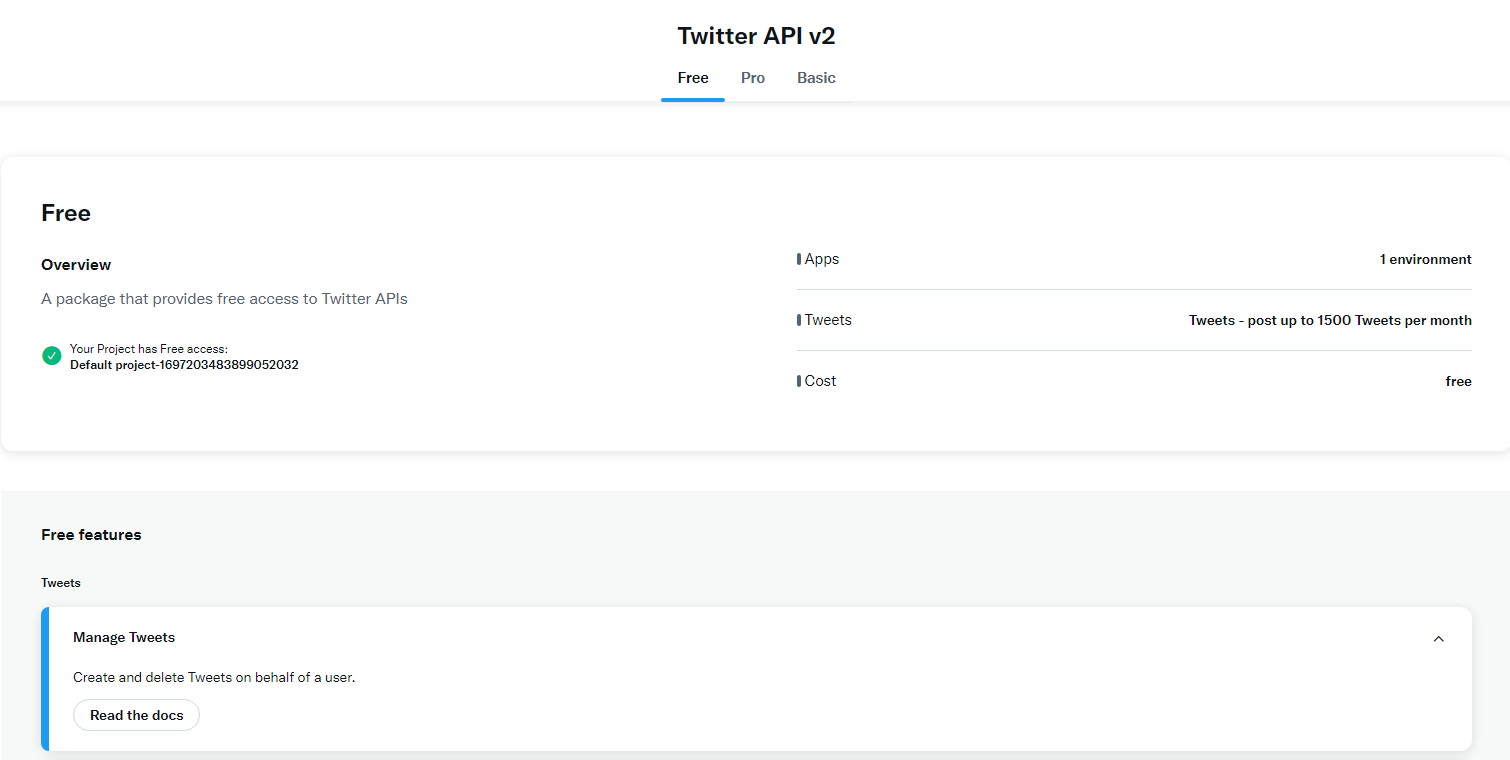 Twitter API v2
Free Pro Basic
Free
Overview
A package that provides free access to Twitter APIs
Your Project has Free access:
Default project-1697203483899052032
Apps 1 environment
Tweets Tweets - post up to 1500 Tweets per month
Cost free
Free features
Tweets
Manage Tweets
Create and delete Tweets on behalf of a user.
Read the docs